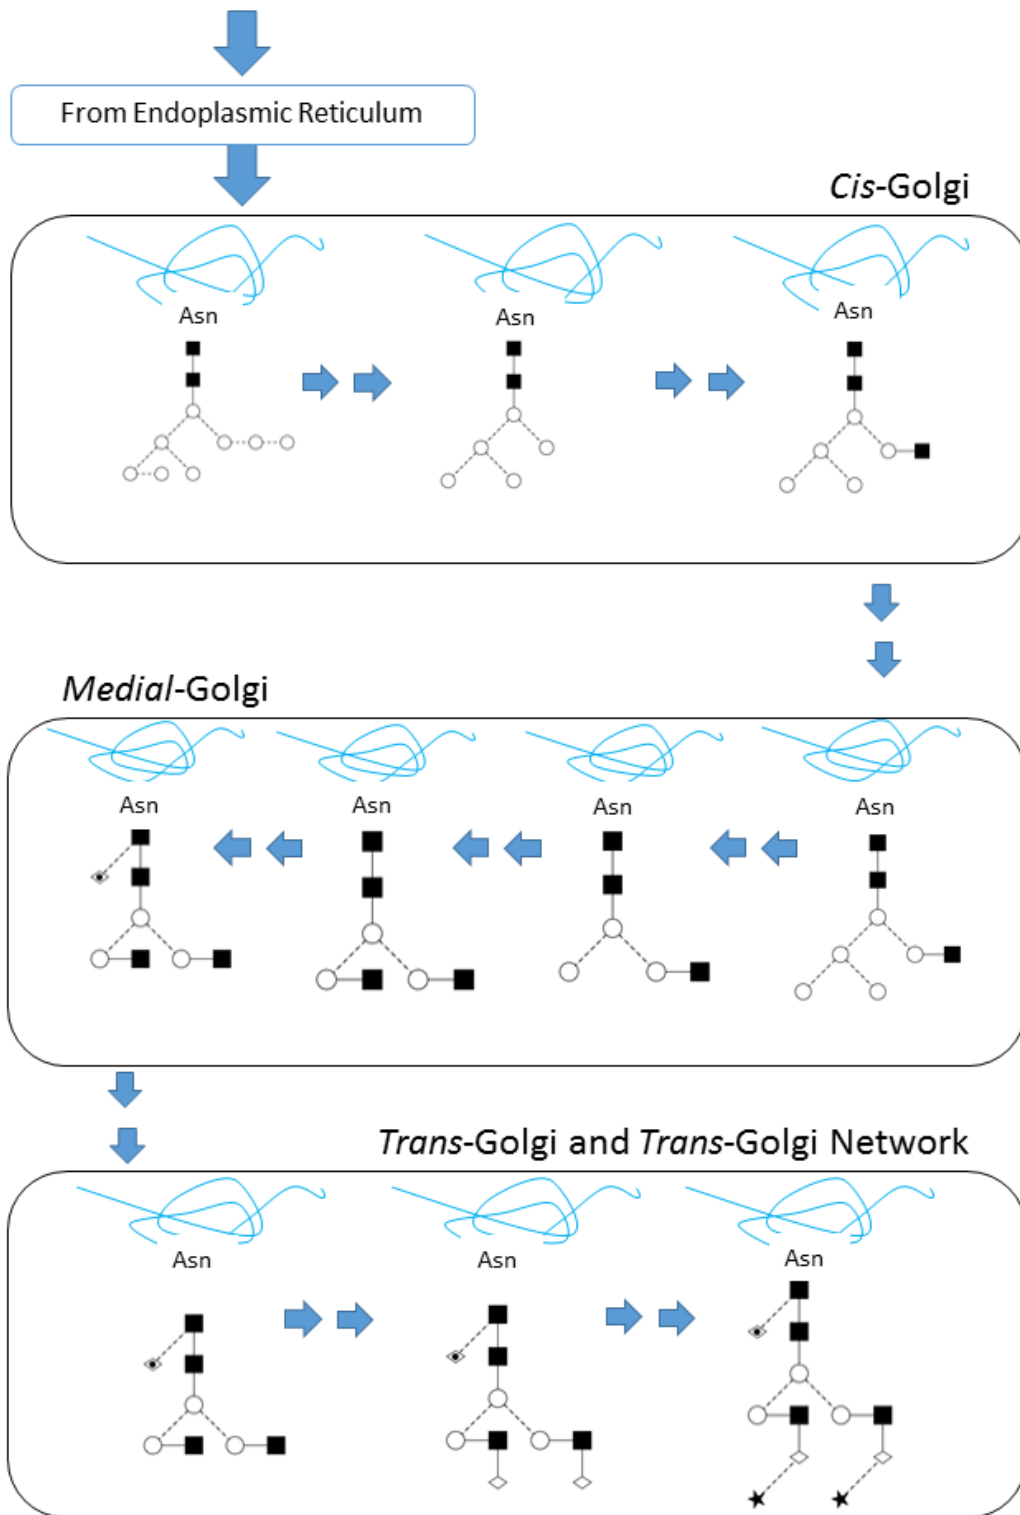 From Endoplasmic Reticulum
Cis-Golgi
Asn
Asn
Asn
Medial-Golgi
Asn
Asn
Asn
Asn
Trans-Golgi and Trans-Golgi Network
Asn
Asn
Asn